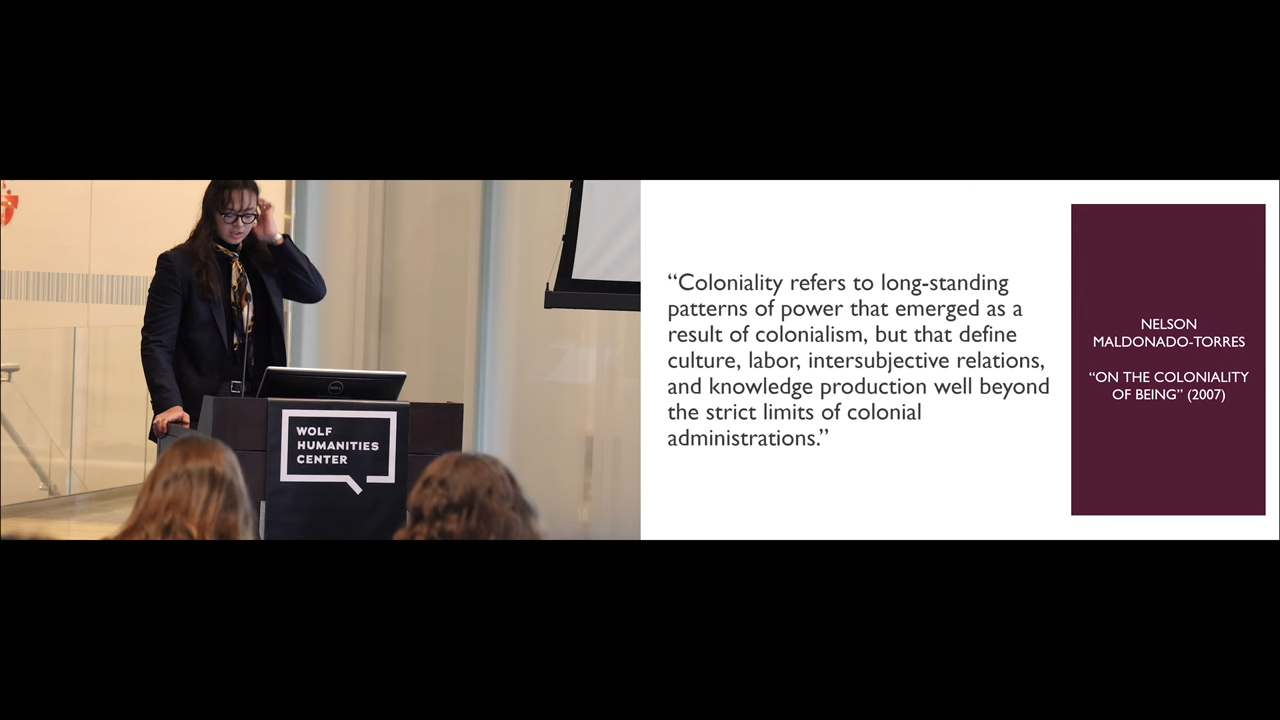 WOLF
HUMANITIES
CENTER
“Coloniality refers to long-standing
patterns of power that emerged as a
result of colonialism, but that define
culture, labor, intersubjective relations,
and knowledge production well beyond
the strict limits of colonial
administrations.”
NELSON
MALDONADO-TORRES
“ON THE COLONIALITY
OF BEING” (2007)